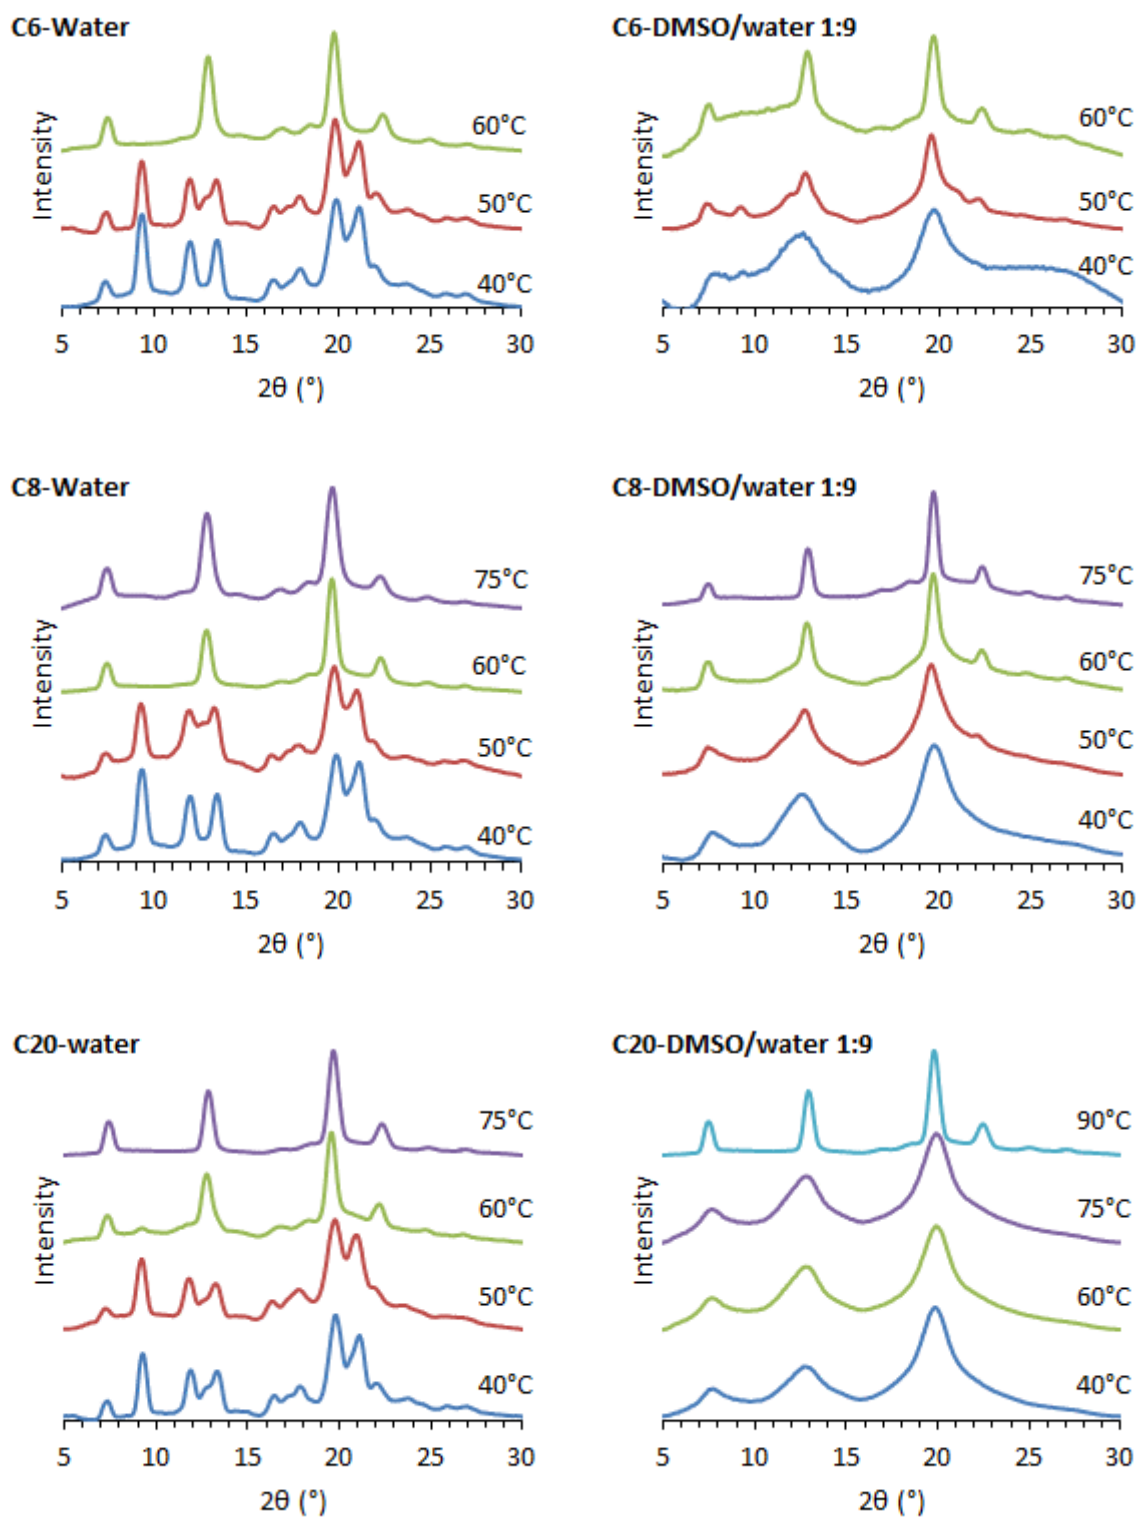 C6-Water
Intensity
60°C
50°C
40°C
5 10 15 20 25 30
2θ (°)
C6-DMSO/water 1:9
Intensity
60°C
50°C
40°C
5 10 15 20 25 30
2θ (°)
C8-Water
Intensity
75°C
60°C
50°C
40°C
5 10 15 20 25 30
2θ (°)
C8-DMSO/water 1:9
Intensity
75°C
60°C
50°C
40°C
5 10 15 20 25 30
2θ (°)
C20-water
Intensity
75°C
60°C
50°C
40°C
5 10 15 20 25 30
2θ (°)
C20-DMSO/water 1:9
Intensity
90°C
75°C
60°C
40°C
5 10 15 20 25 30
2θ (°)